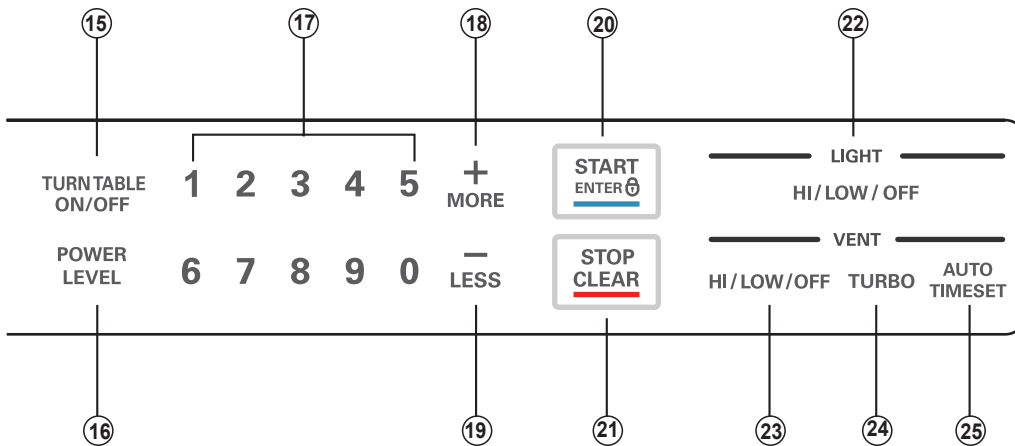 15 17 18 20 22
TURNTABLE
ON/OFF
1 2 3 4 5
+
MORE
START
ENTER
LIGHT
HI/LOW/OFF
POWER
LEVEL
6 7 8 9 0
−
LESS
STOP
CLEAR
VENT
HI/LOW/OFF TURBO
AUTO
TIMESET
16 19 21 23 24 25